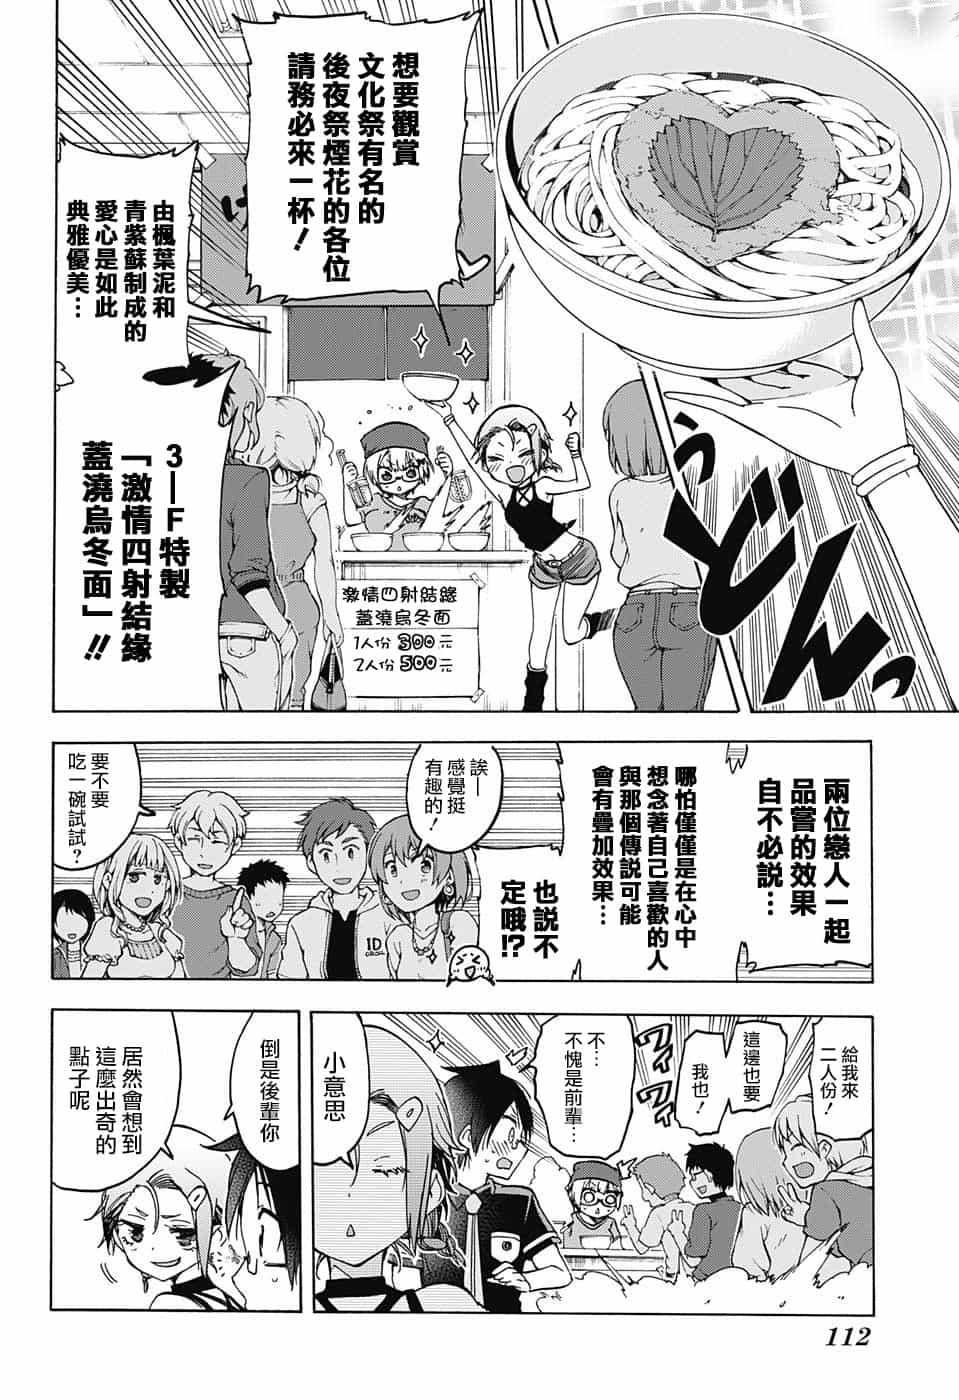 想要觀賞
文化祭有名的
後夜祭煙花的各位
請務必來一杯！
由楓葉泥和
青紫蘇制成的
愛心是如此
典雅優美…
3—F特製
「激情四射結緣
蓋澆烏冬面」!!
どどん
け
激情四射結緣
蓋澆烏冬面
1人份 300元
2人份 500元
兩位戀人一起
品嘗的效果
自不必說…
哪怕僅僅是在心中
想念著自己喜歡的人
與那個傳説可能
會有疊加效果…
也說不
定哦!?
誒—
感覺挺
有趣的！
要不要
吃一碗試試？
1D
給我來
二人份！
這邊也要
我也！
ワイ
ワイ
不…
不愧是前輩…
小意思
倒是後輩你
居然會想到
這麼出奇的
點子呢
112